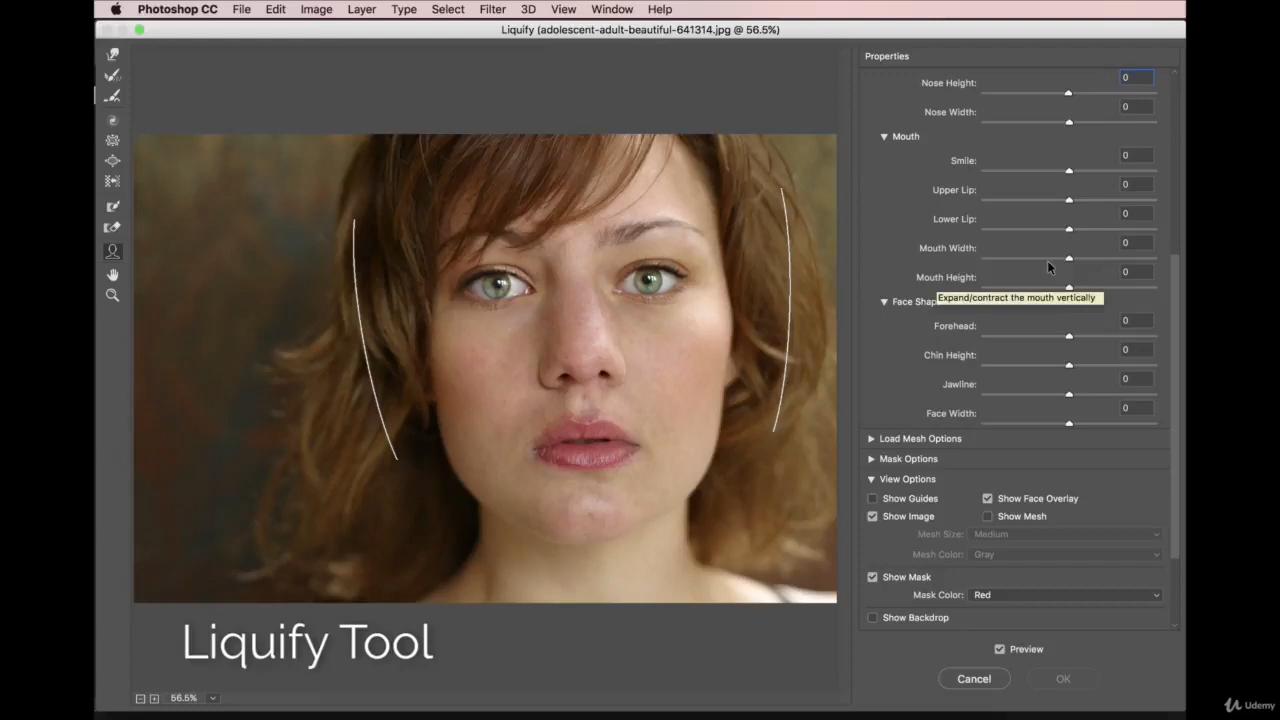 Photoshop CC File Edit Image Layer Type Select Filter 3D View Window Help
Liquify (adolescent-adult-beautiful-641314.jpg @ 56.5%)
Properties
Nose Height: 0
Nose Width: 0
Mouth
Smile: 0
Upper Lip: 0
Lower Lip: 0
Mouth Width: 0
Mouth Height: 0
Expand/contract the mouth vertically
Face Shap
Forehead: 0
Chin Height: 0
Jawline: 0
Face Width: 0
Load Mesh Options
Mask Options
View Options
Show Guides Show Face Overlay
Show Image Show Mesh
Mesh Size: Medium
Mesh Color: Gray
Show Mask
Mask Color: Red
Show Backdrop
Liquify Tool
Preview
Cancel OK
56.5%
Udemy